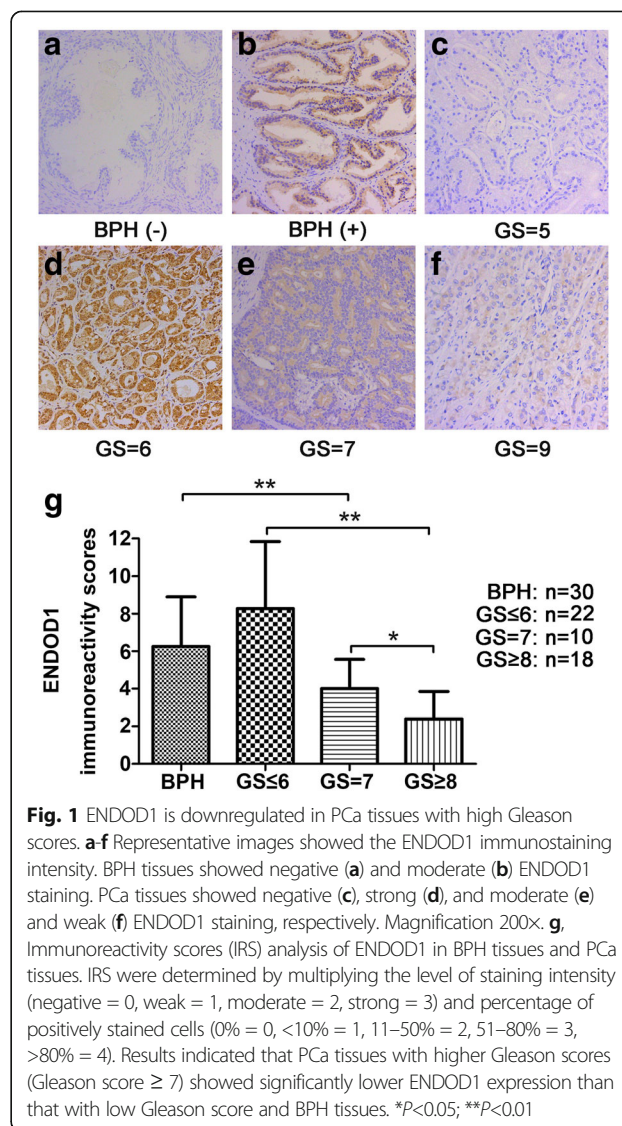 a
b
c
BPH (-)
BPH (+)
GS=5
d
e
f
GS=6
GS=7
GS=9
g
**
**
*
ENDOD1
immunoreactivity scores
12
10
8
6
4
2
0
BPH
GS≤6
GS=7
GS≥8
BPH: n=30
GS≤6: n=22
GS=7: n=10
GS≥8: n=18
Fig. 1 ENDOD1 is downregulated in PCa tissues with high Gleason
scores. a-f Representative images showed the ENDOD1 immunostaining
intensity. BPH tissues showed negative (a) and moderate (b) ENDOD1
staining. PCa tissues showed negative (c), strong (d), and moderate (e)
and weak (f) ENDOD1 staining, respectively. Magnification 200×. g,
Immunoreactivity scores (IRS) analysis of ENDOD1 in BPH tissues and PCa
tissues. IRS were determined by multiplying the level of staining intensity
(negative = 0, weak = 1, moderate = 2, strong = 3) and percentage of
positively stained cells (0% = 0, <10% = 1, 11–50% = 2, 51–80% = 3,
>80% = 4). Results indicated that PCa tissues with higher Gleason scores
(Gleason score ≥ 7) showed significantly lower ENDOD1 expression than
that with low Gleason score and BPH tissues. *P<0.05; **P<0.01